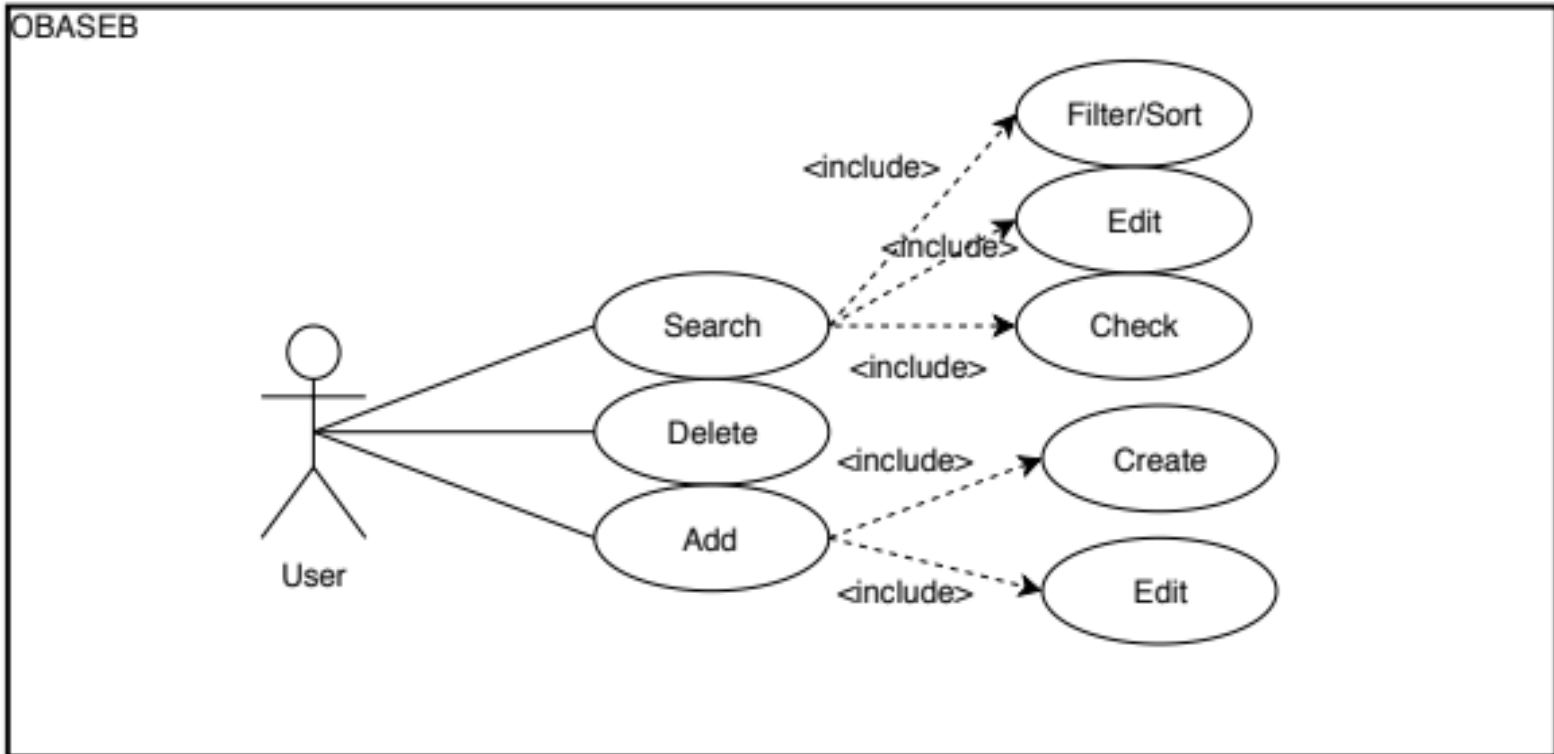 OBASEB
Filter/Sort
<include>
Edit
<include>
Search
Check
<include>
Delete
<include>
Create
Add
User
<include>
Edit